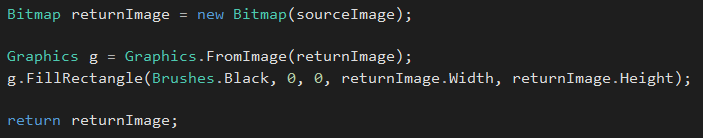 Bitmap returnImage = new Bitmap(sourceImage);
Graphics g = Graphics.FromImage(returnImage);
g.FillRectangle(Brushes.Black, 0, 0, returnImage.Width, returnImage.Height);
return returnImage;